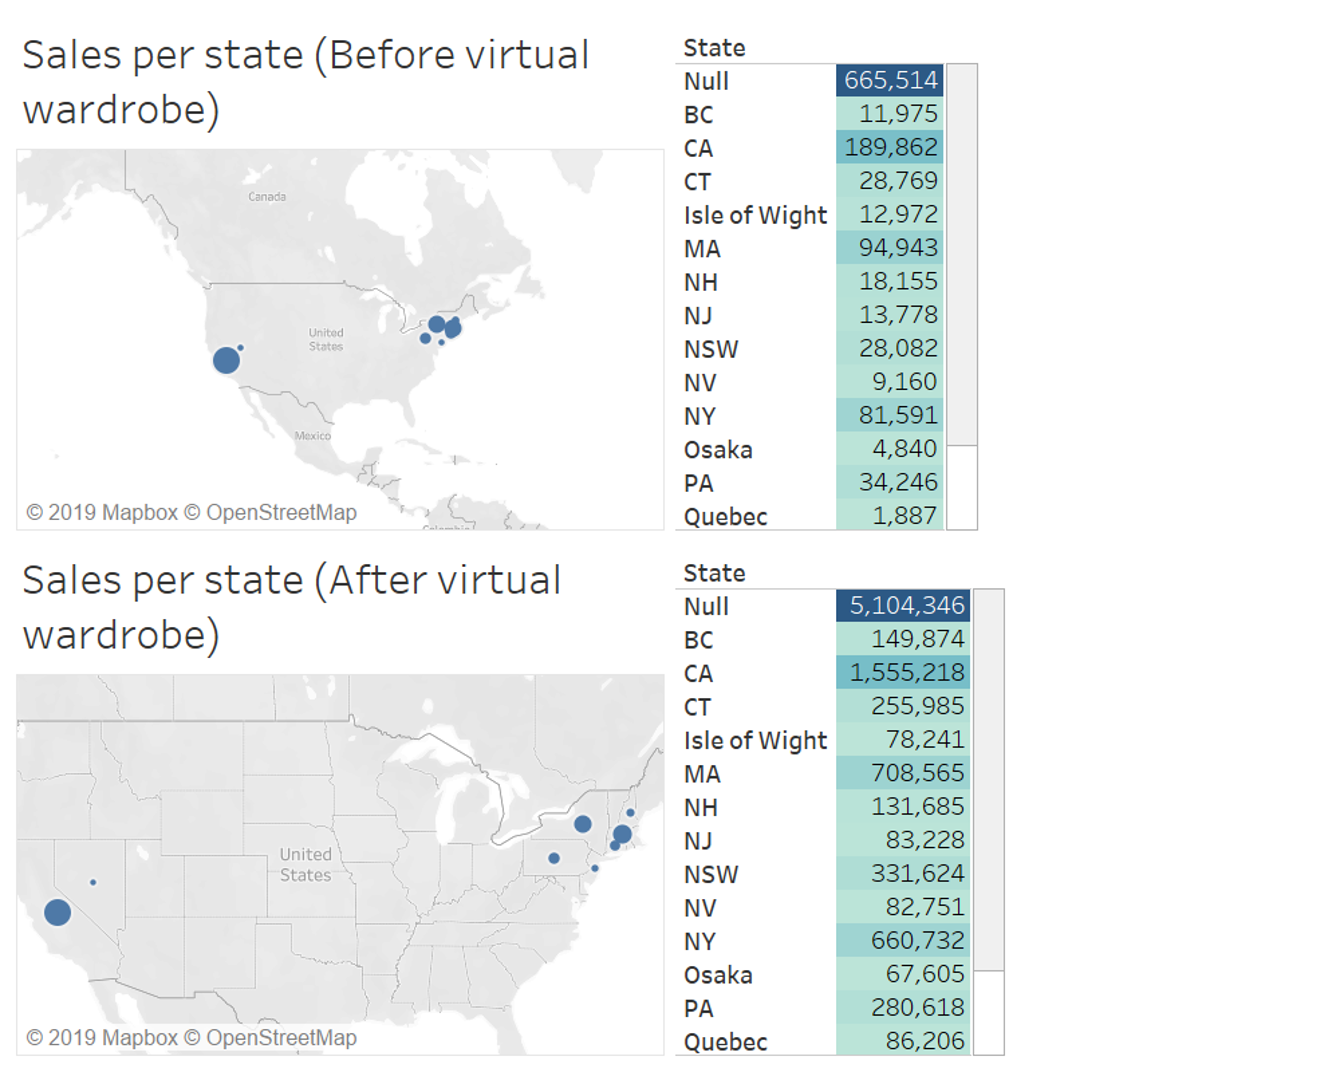 Sales per state (Before virtual
wardrobe)
Canada
United
States
Mexico
© 2019 Mapbox © OpenStreetMap
State
Null 665,514
BC 11,975
CA 189,862
CT 28,769
Isle of Wight 12,972
MA 94,943
NH 18,155
NJ 13,778
NSW 28,082
NV 9,160
NY 81,591
Osaka 4,840
PA 34,246
Quebec 1,887
Sales per state (After virtual
wardrobe)
United
States
© 2019 Mapbox © OpenStreetMap
State
Null 5,104,346
BC 149,874
CA 1,555,218
CT 255,985
Isle of Wight 78,241
MA 708,565
NH 131,685
NJ 83,228
NSW 331,624
NV 82,751
NY 660,732
Osaka 67,605
PA 280,618
Quebec 86,206